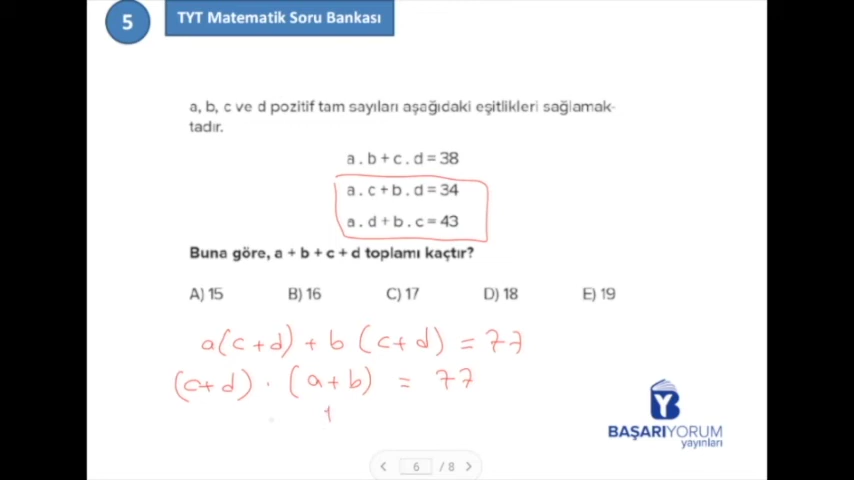 5
TYT Matematik Soru Bankası
a, b, c ve d pozitif tam sayıları aşağıdaki eşitlikleri sağlamak-
tadır.
a . b + c . d = 38
a . c + b . d = 34
a . d + b . c = 43
Buna göre, a + b + c + d toplamı kaçtır?
A) 15 B) 16 C) 17 D) 18 E) 19
a(c+d) + b (c+d) = 77
(c+d) . (a+b) = 77
BAŞARIYORUM
yayınları
6 / 8